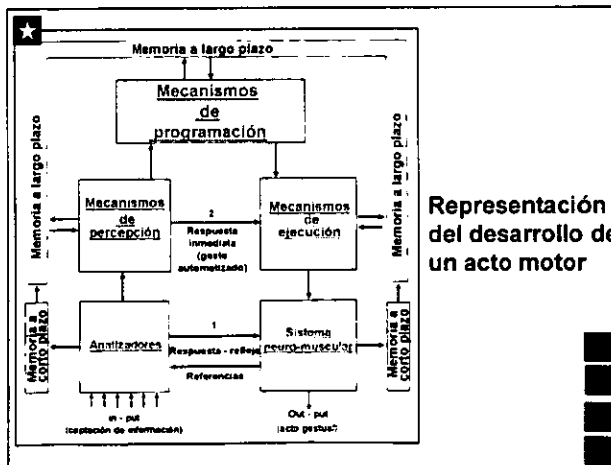 Memoria a largo plazo
Mecanismos
de
programación
Memoria a largo plazo
Mecanismos
de
percepción
2
Respuesta
inmediata
(gesto
automatizado)
Mecanismos
de
ejecución
Memoria a largo plazo
Representación
del desarrollo de
un acto motor
Memoria a
corto plazo
Analizadores
1
Respuesta - refleja
Referencias
Sistema
neuro-muscular
Memoria a
corto plazo
in - put
(captación de información)
Out - put
(acto gestual)